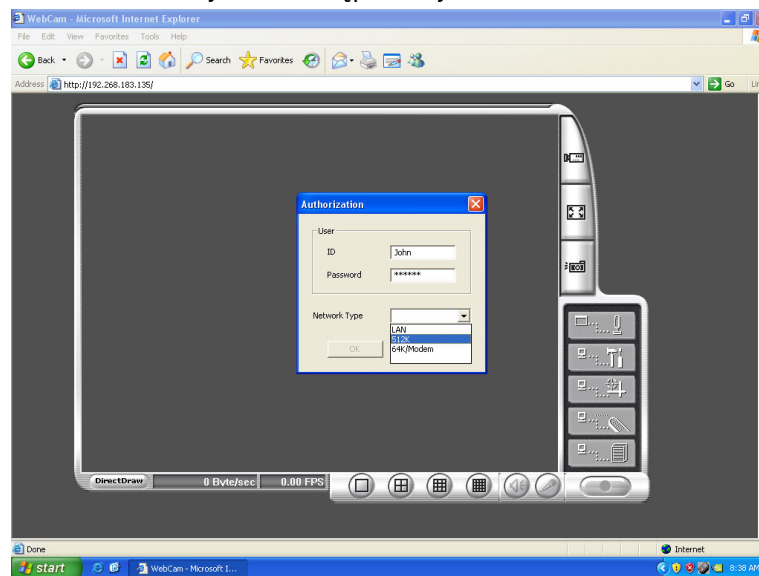 WebCam - Microsoft Internet Explorer
File Edit View Favorites Tools Help
Back Search Favorites
Address http://192.268.183.135/ Go
Authorization
User
ID John
Password ******
Network Type
LAN
512K
64K/Modem
OK
DirectDraw 0 Byte/sec 0.00 FPS
Done Internet
start WebCam - Microsoft I... 8:38 AM